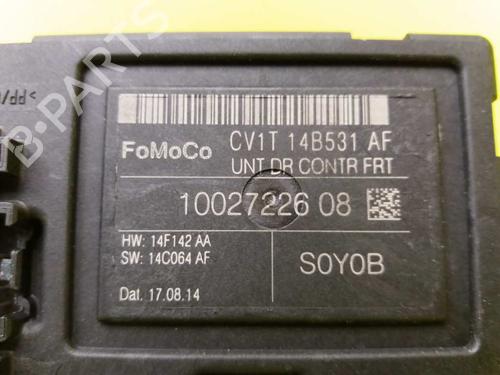 >PP/
B-PARTS
CV1T 14B531 AF
FoMoCo
UNT DR CONTR FRT
10027226 08
HW: 14F142 AA
SW: 14C064 AF
S0Y0B
Dat. 17.08.14